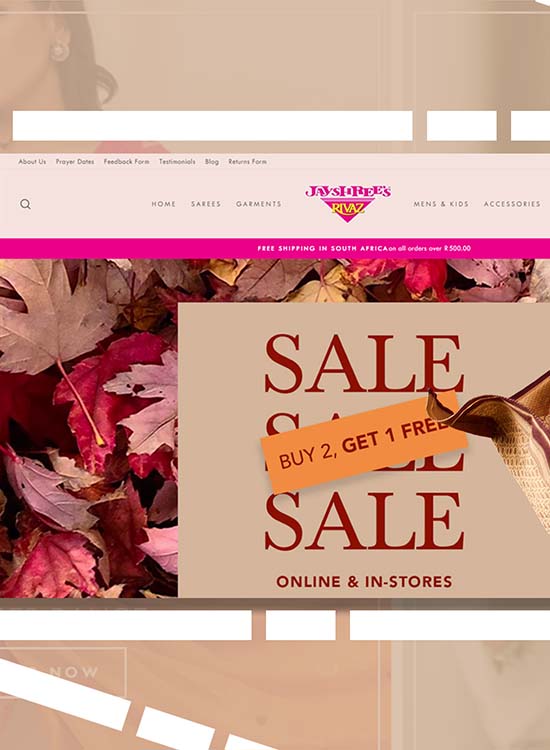 About Us Prayer Dates Feedback Form Testimonials Blog Returns Form
HOME SAREES GARMENTS
JAYSHREE'S
RIVAZ
MENS & KIDS ACCESSORIES
FREE SHIPPING IN SOUTH AFRICA on all orders over R500.00
SALE
SALE
BUY 2, GET 1 FREE
SALE
ONLINE & IN-STORES
NOW